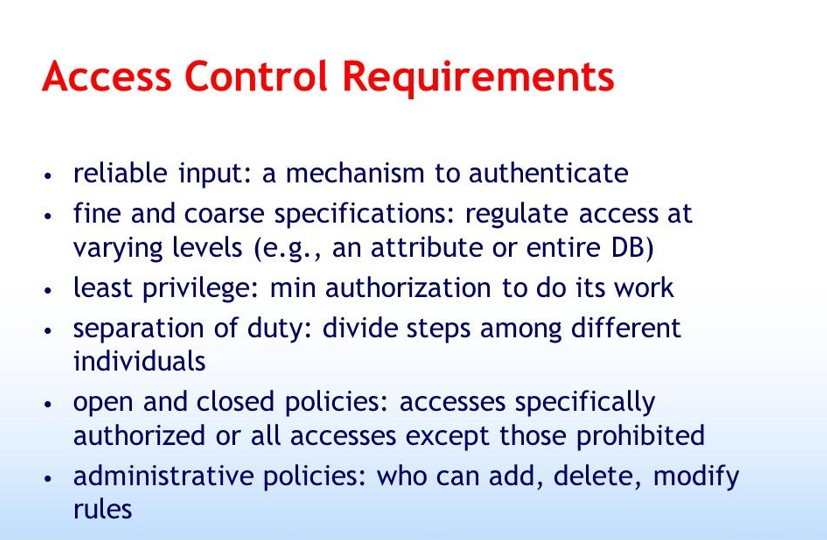 Access Control Requirements
• reliable input: a mechanism to authenticate
• fine and coarse specifications: regulate access at
varying levels (e.g., an attribute or entire DB)
• least privilege: min authorization to do its work
• separation of duty: divide steps among different
individuals
• open and closed policies: accesses specifically
authorized or all accesses except those prohibited
• administrative policies: who can add, delete, modify
rules